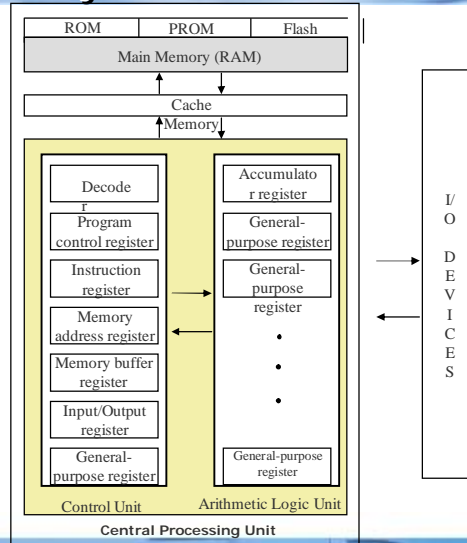 ROM PROM Flash
Main Memory (RAM)
Cache
Memory
Decode
r
Program
control register
Instruction
register
Memory
address register
Memory buffer
register
Input/Output
register
General-
purpose register
Control Unit
Accumulato
r register
General-
purpose register
General-
purpose
register
General-purpose
register
Arithmetic Logic Unit
Central Processing Unit
I/
O
D
E
V
I
C
E
S